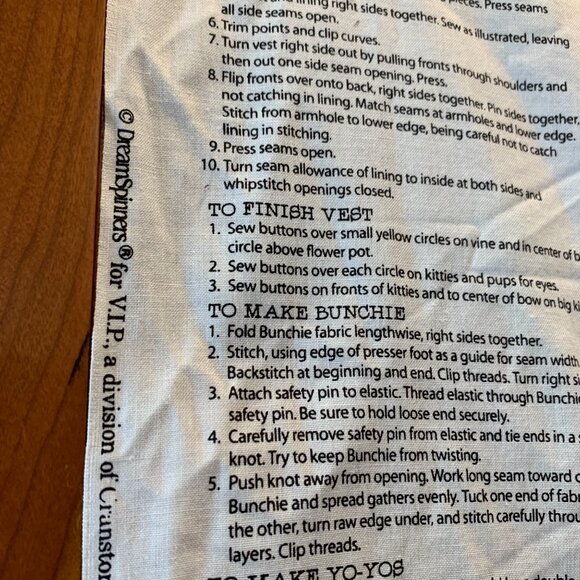 lining right sides together. Sew as illustrated, leaving
all side seams open.
6. Trim points and clip curves.
7. Turn vest right side out by pulling fronts through shoulders and
then out one side seam opening. Press.
8. Flip fronts over onto back, right sides together. Pin sides together,
not catching in lining. Match seams at armholes and lower edge.
Stitch from armhole to lower edge, being careful not to catch
lining in stitching.
9. Press seams open.
10. Turn seam allowance of lining to inside at both sides and
whipstitch openings closed.
TO FINISH VEST
1. Sew buttons over small yellow circles on vine and in center of
circle above flower pot.
2. Sew buttons over each circle on kitties and pups for eyes.
3. Sew buttons on fronts of kitties and to center of bow on big
TO MAKE BUNCHIE
1. Fold Bunchie fabric lengthwise, right sides together.
2. Stitch, using edge of presser foot as a guide for seam width.
Backstitch at beginning and end. Clip threads. Turn right
3. Attach safety pin to elastic. Thread elastic through Bunchie
safety pin. Be sure to hold loose end securely.
4. Carefully remove safety pin from elastic and tie ends in a
knot. Try to keep Bunchie from twisting.
5. Push knot away from opening. Work long seam toward
Bunchie and spread gathers evenly. Tuck one end of
the other, turn raw edge under, and stitch carefully
layers. Clip threads.
TO MAKE YO-YOS
© DreamSpinners® for V.I.P., a division of Cranston